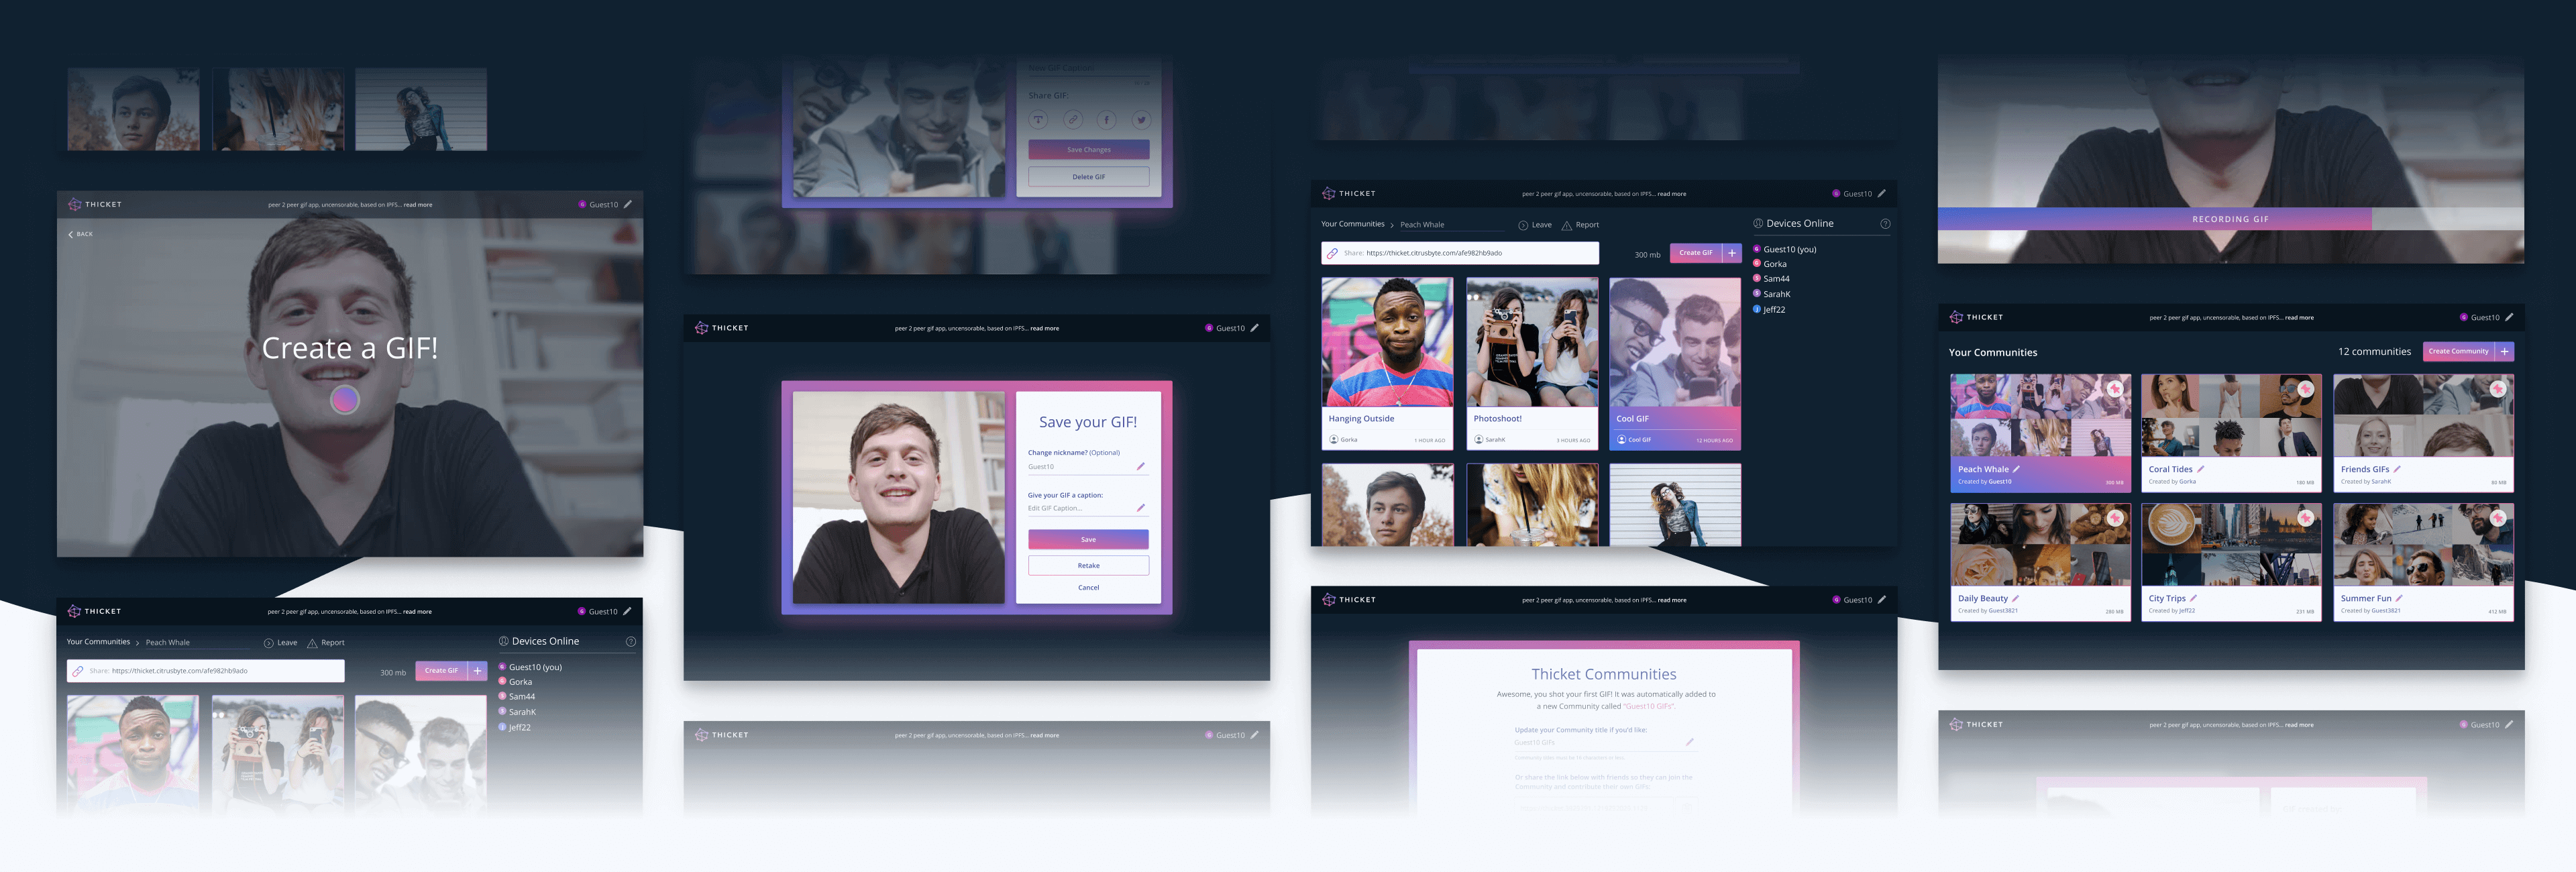 THICKET
peer 2 peer gif app, uncensorable, based on IPFS... read more
G Guest10
BACK
Create a GIF!
THICKET
peer 2 peer gif app, uncensorable, based on IPFS... read more
G Guest10
Your Communities > Peach Whale
Leave
Report
Devices Online
?
Share: https://thicket.citrusbyte.com/afe982hb9ado
300 mb
Create GIF +
G Guest10 (you)
G Gorka
S Sam44
S SarahK
J Jeff22
New GIF Caption
Share GIF:
Save Changes
Delete GIF
THICKET
peer 2 peer gif app, uncensorable, based on IPFS... read more
G Guest10
Save your GIF!
Change nickname? (Optional)
Guest10
Give your GIF a caption:
Edit GIF Caption...
Save
Retake
Cancel
THICKET
peer 2 peer gif app, uncensorable, based on IPFS... read more
G Guest10
THICKET
peer 2 peer gif app, uncensorable, based on IPFS... read more
G Guest10
Your Communities > Peach Whale
Leave
Report
Devices Online
?
Share: https://thicket.citrusbyte.com/afe982hb9ado
300 mb
Create GIF +
G Guest10 (you)
G Gorka
S Sam44
S SarahK
J Jeff22
Hanging Outside
Gorka
1 HOUR AGO
Photoshoot!
SarahK
3 HOURS AGO
Cool GIF
Cool GIF
12 HOURS AGO
THICKET
peer 2 peer gif app, uncensorable, based on IPFS... read more
G Guest10
Thicket Communities
Awesome, you shot your first GIF! It was automatically added to
a new Community called "Guest10 GIFs".
Update your Community title if you'd like:
Guest10 GIFs
Or share the link below with friends so they can join the
Community and contribute their own GIFs:
RECORDING GIF
THICKET
peer 2 peer gif app, uncensorable, based on IPFS... read more
G Guest10
Your Communities
12 communities
Create Community +
Peach Whale
Created by Guest10
300 MB
Coral Tides
Created by Gorka
180 MB
Friends GIFs
Created by SarahK
80 MB
Daily Beauty
Created by Guest3821
280 MB
City Trips
Created by Jeff22
231 MB
Summer Fun
Created by Guest3821
412 MB
THICKET
peer 2 peer gif app, uncensorable, based on IPFS... read more
G Guest10